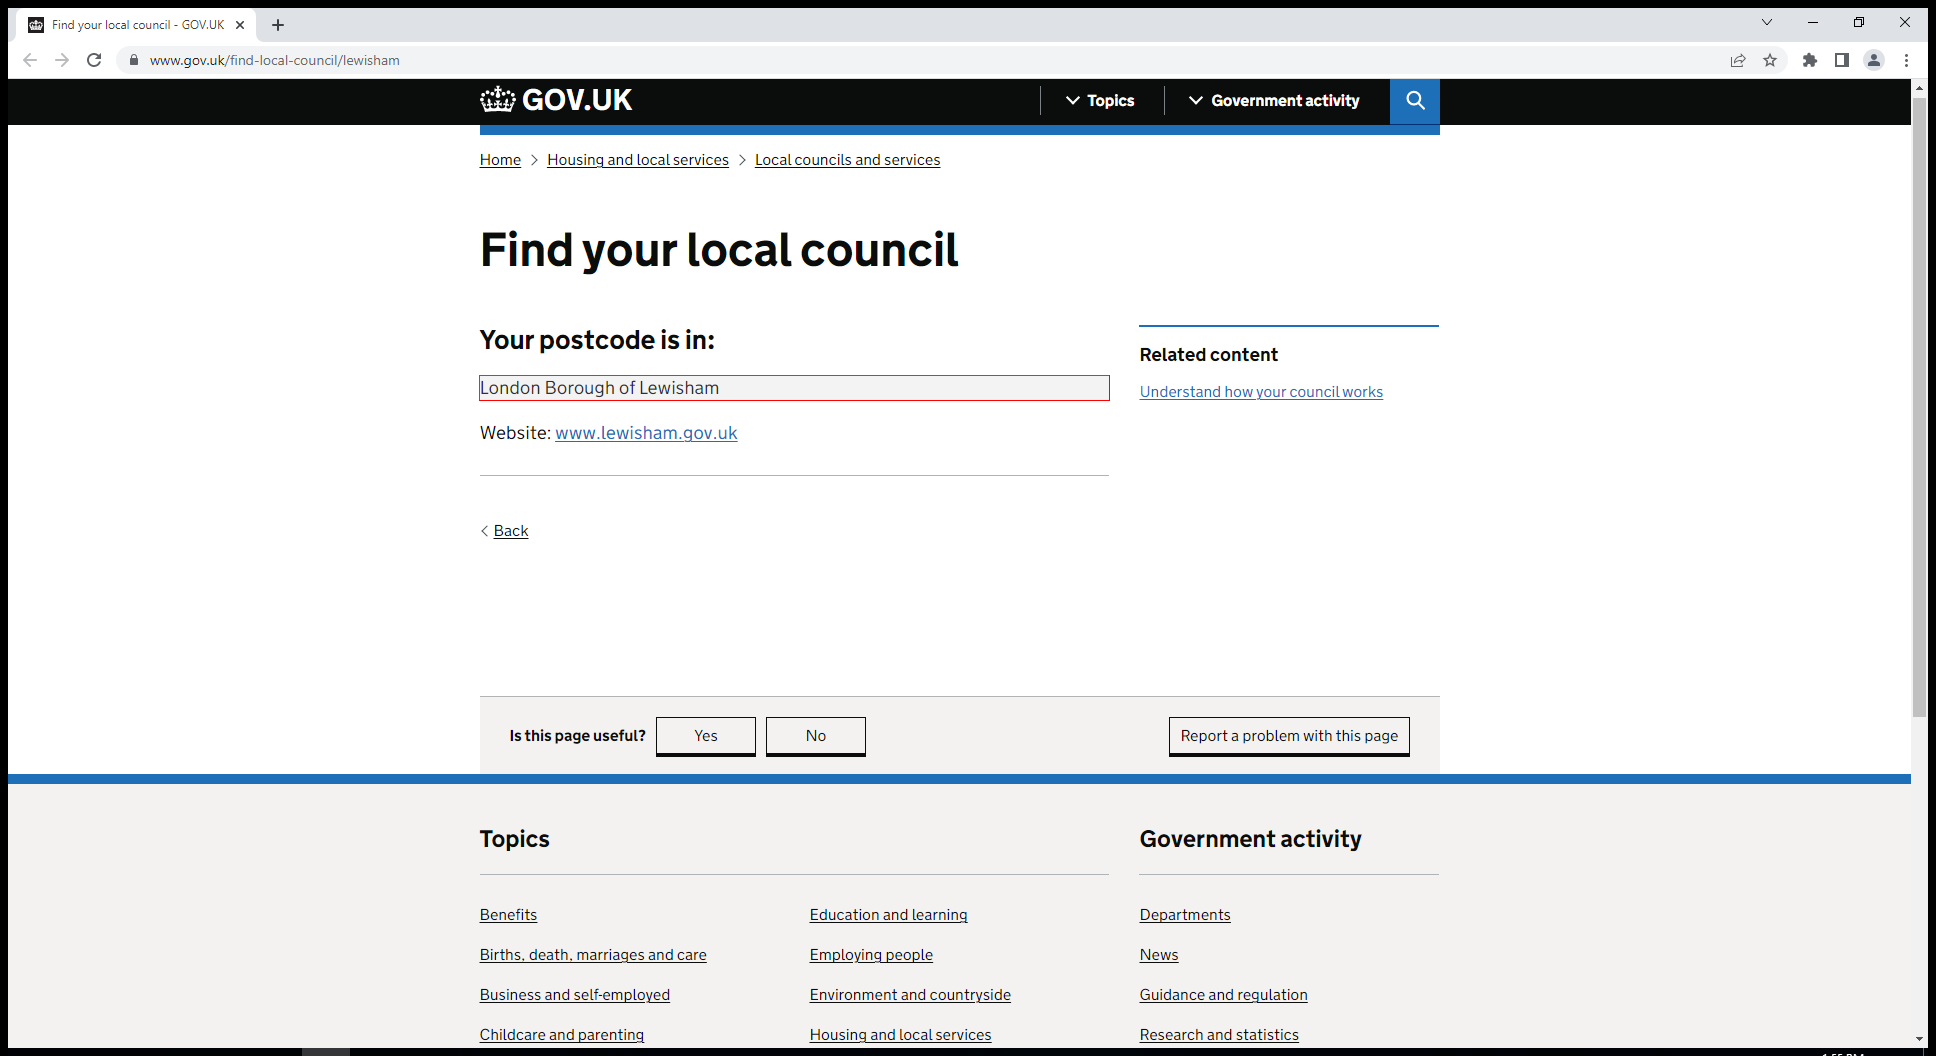 Find your local council - GOV.UK
www.gov.uk/find-local-council/lewisham
GOV.UK
Topics
Government activity
Home
Housing and local services
Local councils and services
Find your local council
Your postcode is in:
London Borough of Lewisham
Website: www.lewisham.gov.uk
Related content
Understand how your council works
Back
Is this page useful?
Yes
No
Report a problem with this page
Topics
Benefits
Births, death, marriages and care
Business and self-employed
Childcare and parenting
Education and learning
Employing people
Environment and countryside
Housing and local services
Government activity
Departments
News
Guidance and regulation
Research and statistics